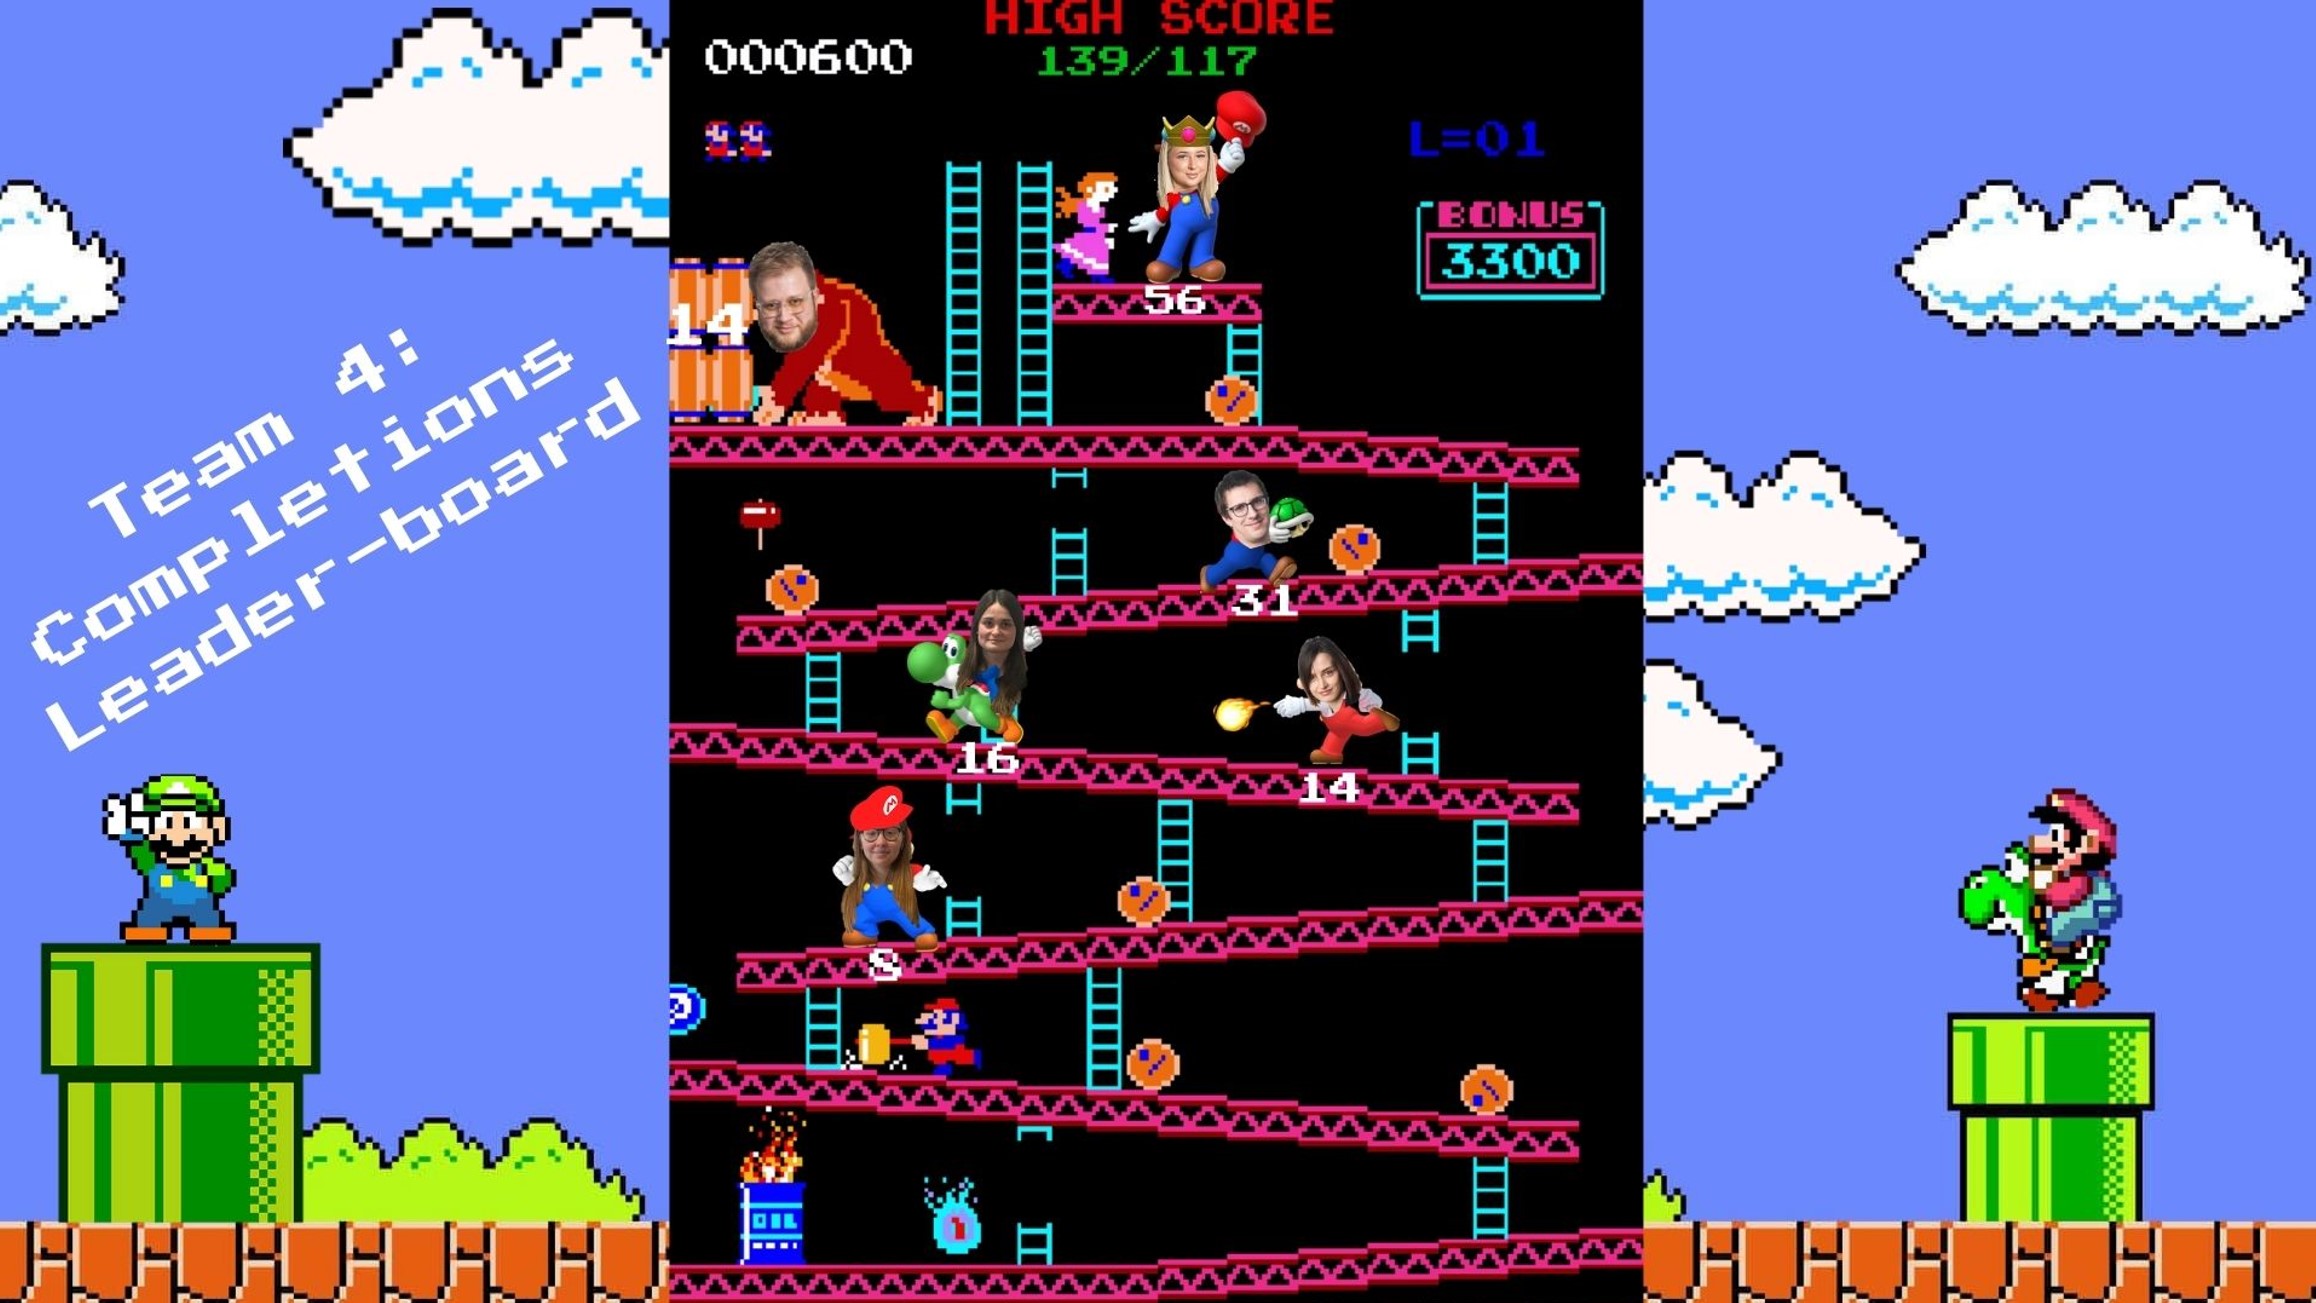 HIGH SCORE
000600
139/117
L=01
BONUS
3300
56
14
Team 4:
Completions
Leader-board
31
16
14
8
OIL